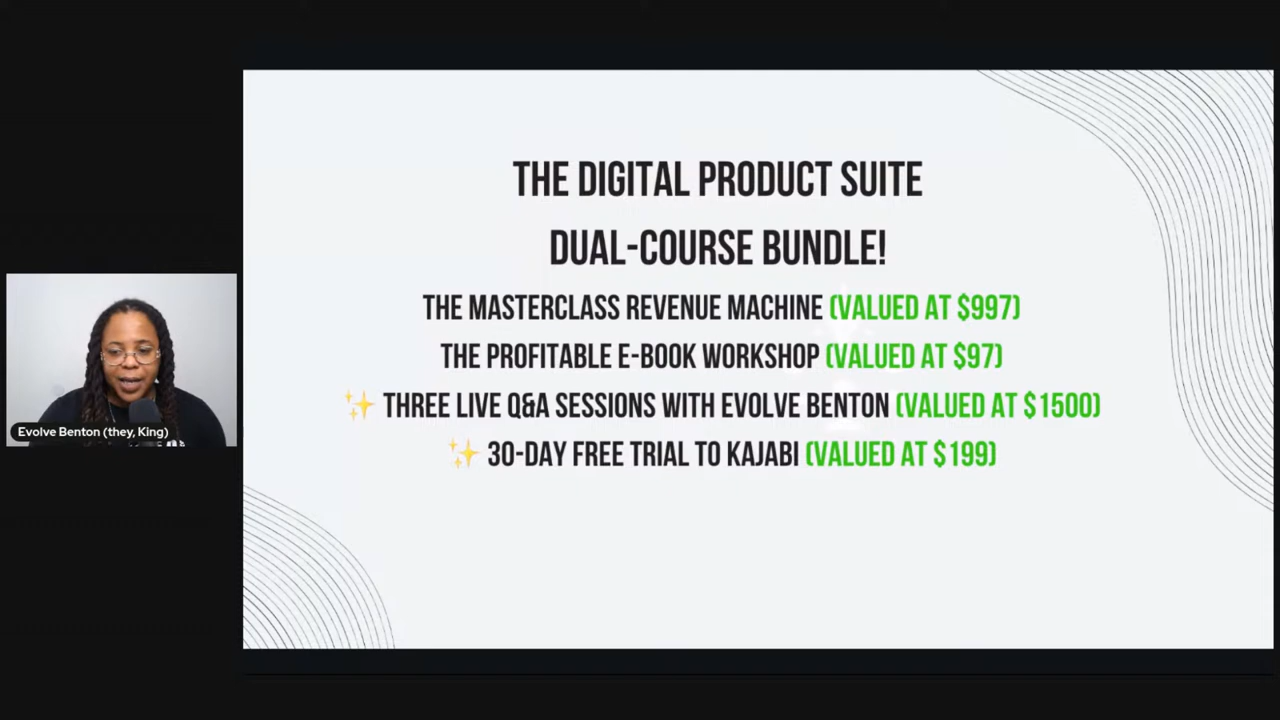 THE DIGITAL PRODUCT SUITE
DUAL-COURSE BUNDLE!
THE MASTERCLASS REVENUE MACHINE (VALUED AT $997)
THE PROFITABLE E-BOOK WORKSHOP (VALUED AT $97)
✨ THREE LIVE Q&A SESSIONS WITH EVOLVE BENTON (VALUED AT $1500)
✨ 30-DAY FREE TRIAL TO KAJABI (VALUED AT $199)
Evolve Benton (they, King)